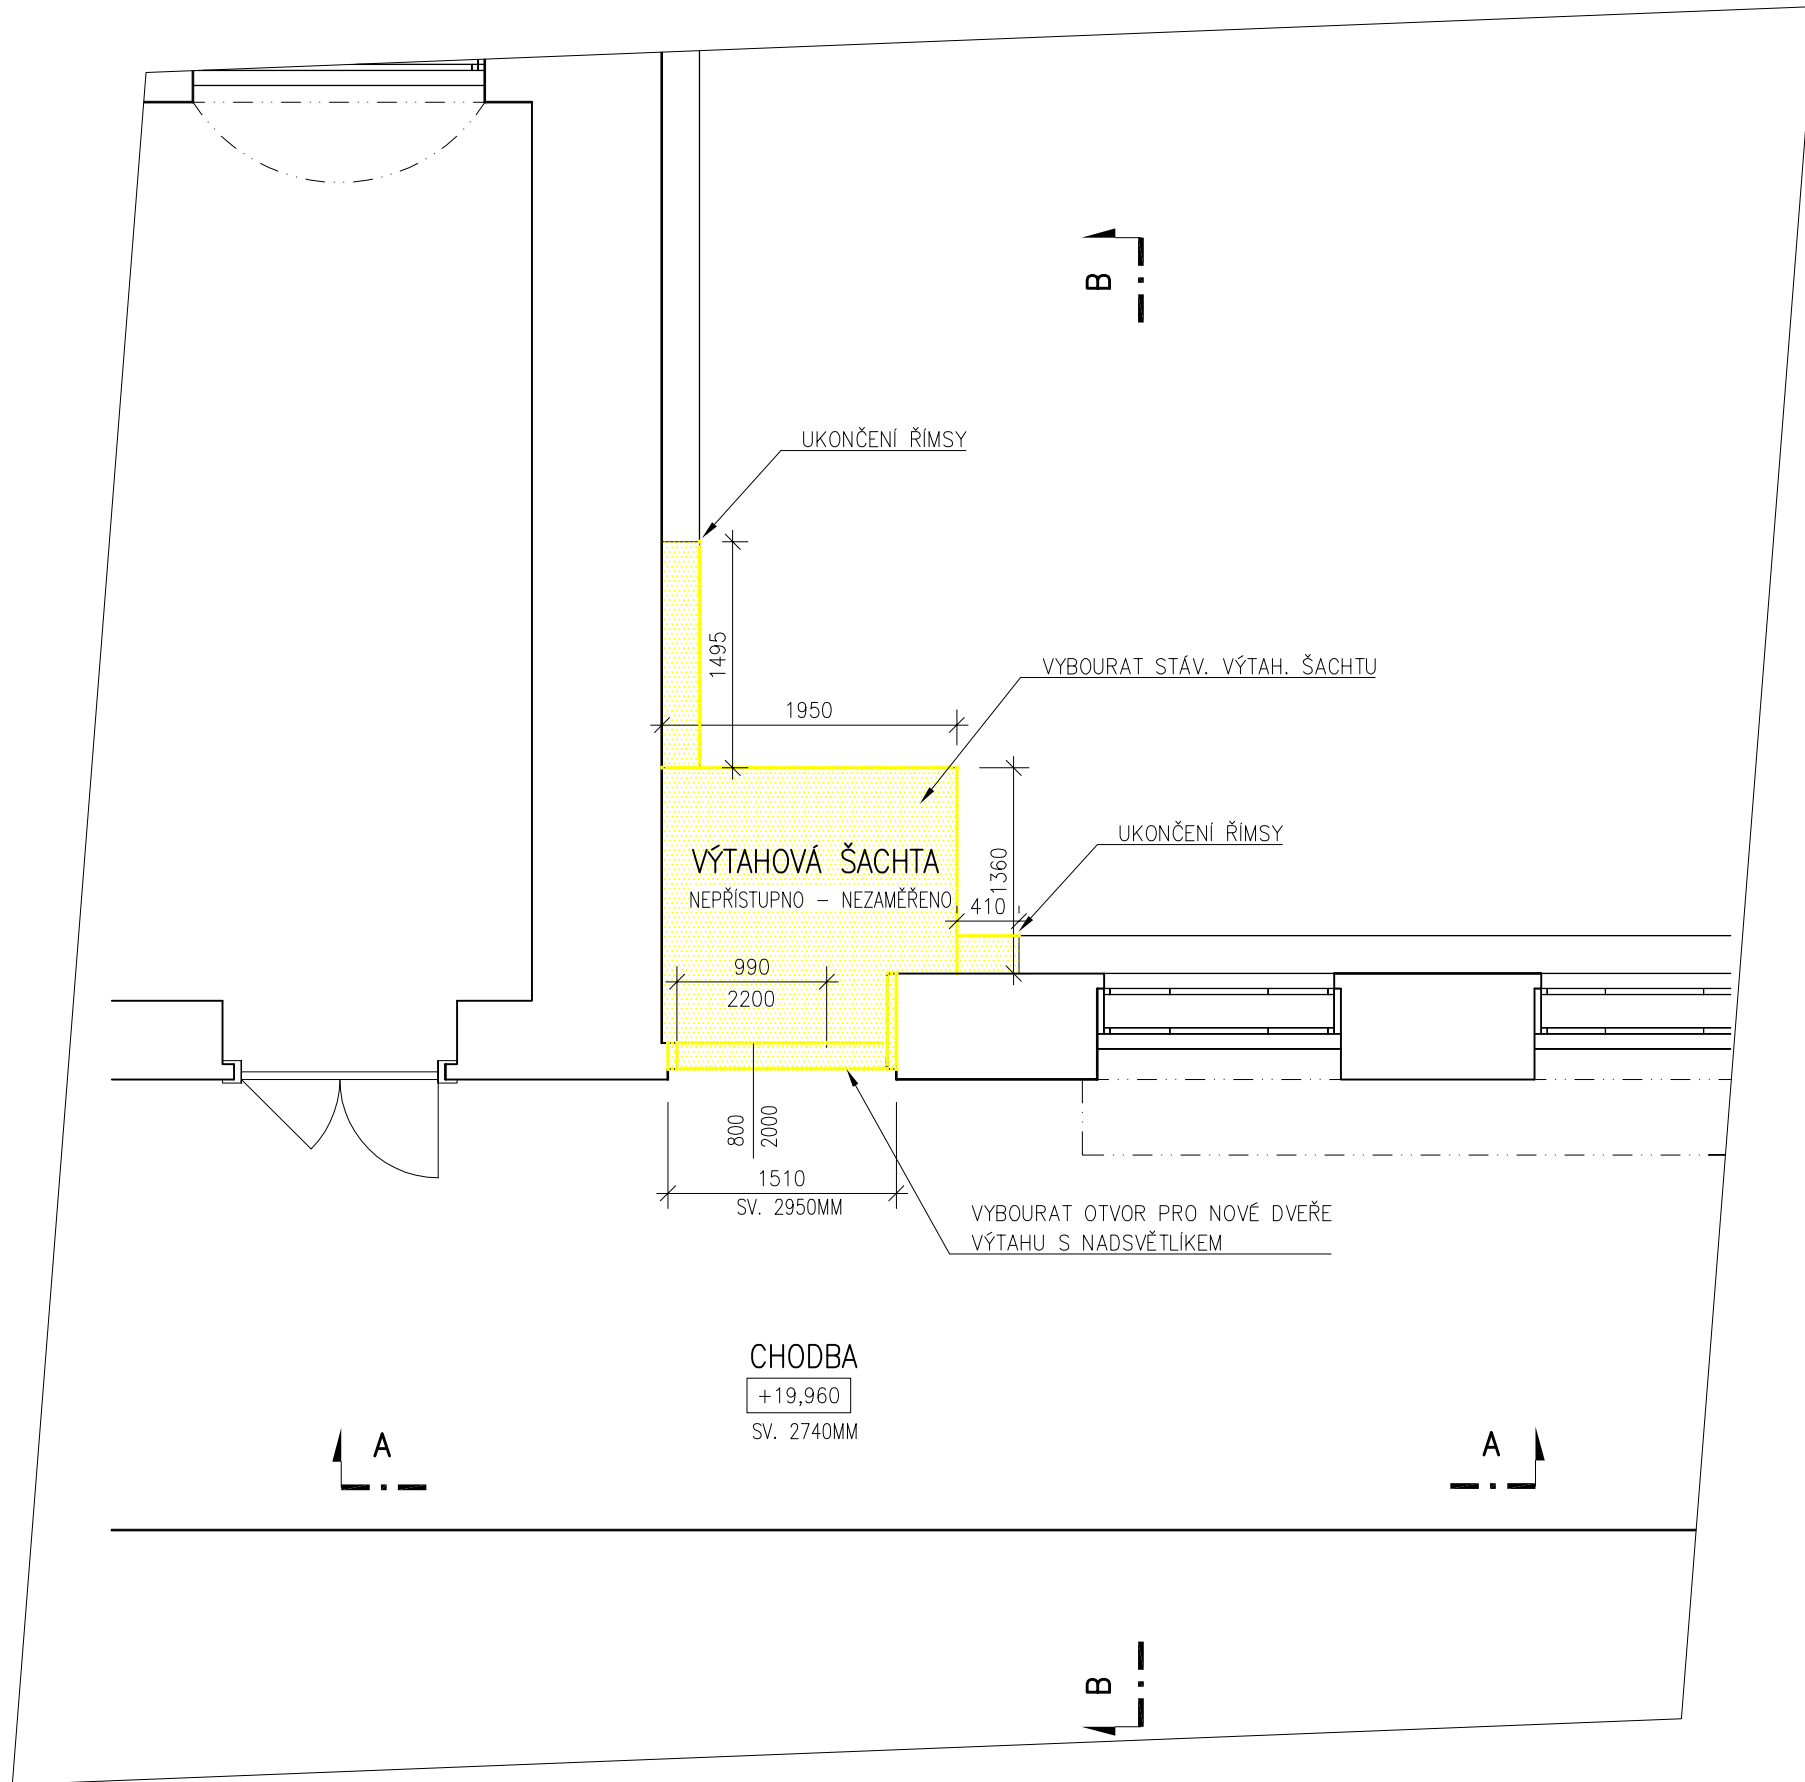 B
UKONČENÍ ŘÍMSY
1495
VYBOURAT STÁV. VÝTAH. ŠACHTU
1950
UKONČENÍ ŘÍMSY
1360
VÝTAHOVÁ ŠACHTA
NEPŘÍSTUPNO – NEZAMĚŘENO
410
990
2200
800
2000
1510
SV. 2950MM
VYBOURAT OTVOR PRO NOVÉ DVEŘE
VÝTAHU S NADSVĚTLÍKEM
CHODBA
+19,960
SV. 2740MM
A
A
B